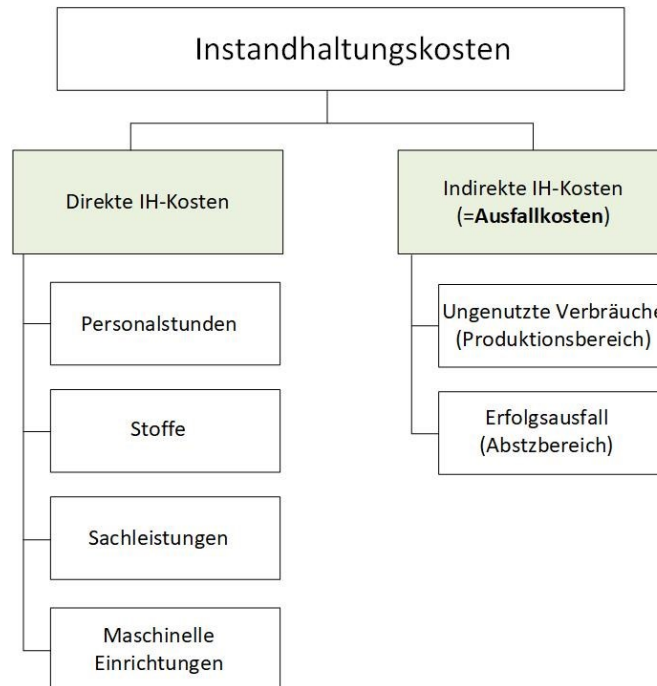 Instandhaltungskosten
Direkte IH-Kosten
Personalstunden
Stoffe
Sachleistungen
Maschinelle
Einrichtungen
Indirekte IH-Kosten
(=Ausfallkosten)
Ungenutzte Verbräuche
(Produktionsbereich)
Erfolgsausfall
(Abstzbereich)